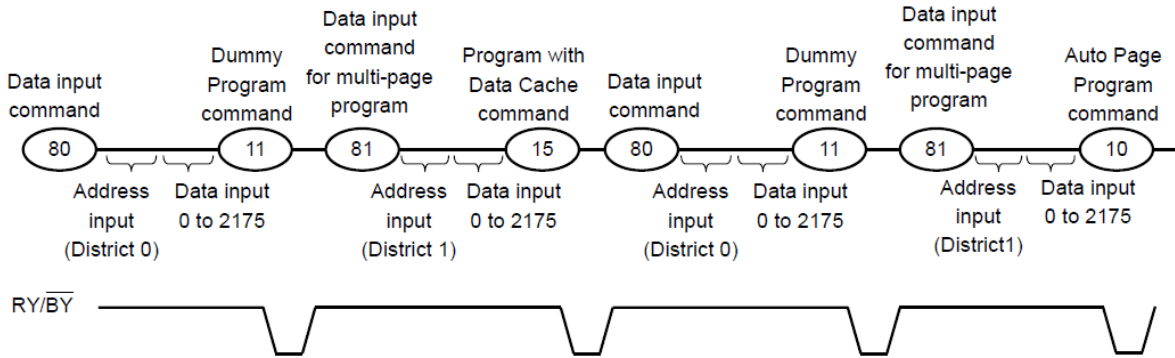 Data input
command
80
Address
input
(District 0)
Data input
0 to 2175
Dummy
Program
command
11
Data input
command
for multi-page
program
81
Address
input
(District 1)
Data input
0 to 2175
Program with
Data Cache
command
15
Data input
command
80
Address
input
(District 0)
Data input
0 to 2175
Dummy
Program
command
11
Data input
command
for multi-page
program
81
Address
input
(District1)
Data input
0 to 2175
Auto Page
Program
command
10
RY/B̅Y̅